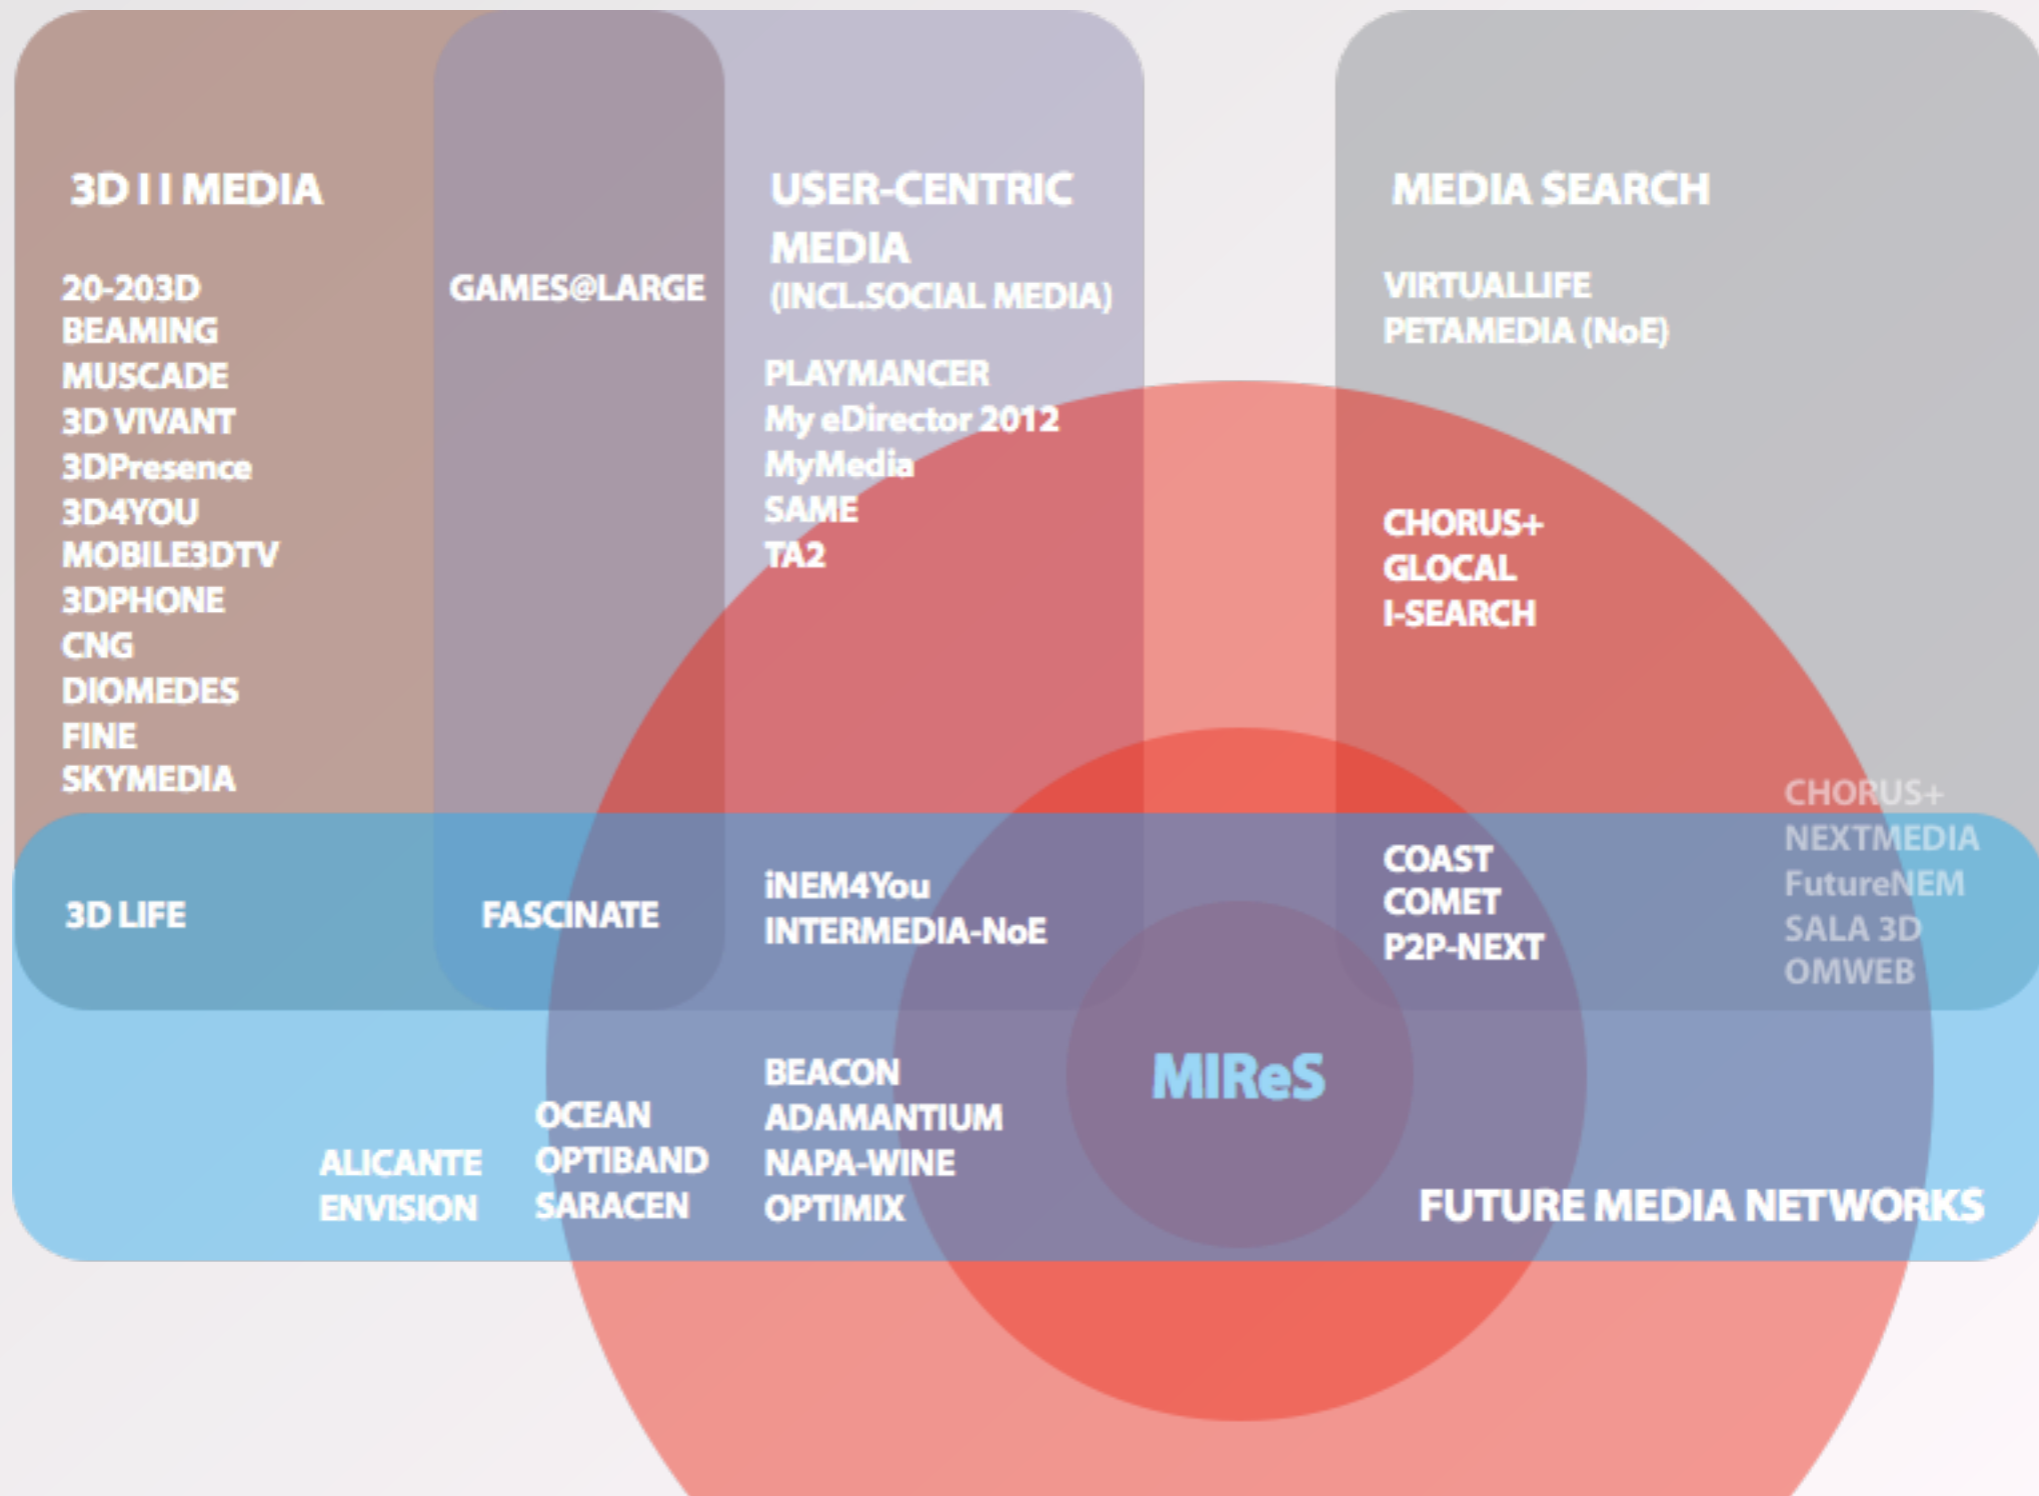 3D I I MEDIA
20-203D
BEAMING
MUSCADE
3D VIVANT
3DPresence
3D4YOU
MOBILE3DTV
3DPHONE
CNG
DIOMEDES
FINE
SKYMEDIA
GAMES@LARGE
USER-CENTRIC
MEDIA
(INCL.SOCIAL MEDIA)
PLAYMANCER
My eDirector 2012
MyMedia
SAME
TA2
MEDIA SEARCH
VIRTUALLIFE
PETAMEDIA (NoE)
CHORUS+
GLOCAL
I-SEARCH
3D LIFE
FASCINATE
iNEM4You
INTERMEDIA-NoE
COAST
COMET
P2P-NEXT
CHORUS+
NEXTMEDIA
FutureNEM
SALA 3D
OMWEB
ALICANTE
ENVISION
OCEAN
OPTIBAND
SARACEN
BEACON
ADAMANTIUM
NAPA-WINE
OPTIMIX
MIReS
FUTURE MEDIA NETWORKS